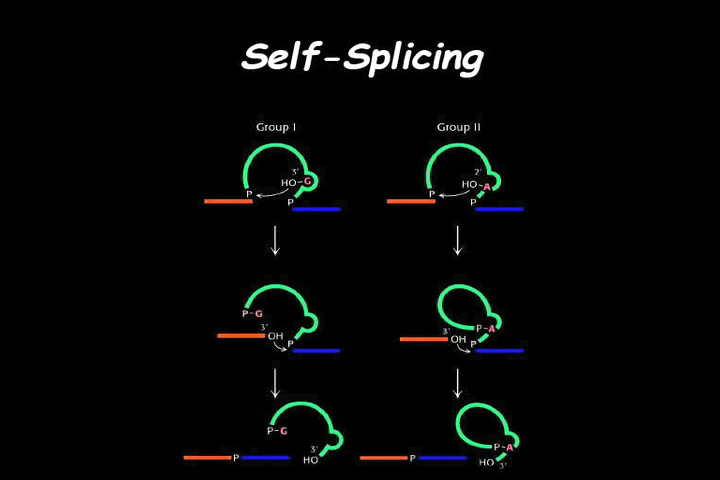 Self-Splicing
Group I
Group II
3'
HO-G
P
P
2'
HO-A
P
P
P-G
3'
OH
P
P-A
3'
OH
P
P-G
3'
HO
P
P-A
HO
3'
P